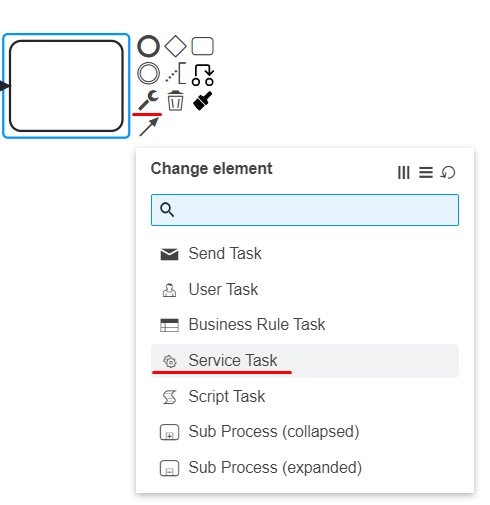 Change element
Send Task
User Task
Business Rule Task
Service Task
Script Task
Sub Process (collapsed)
Sub Process (expanded)